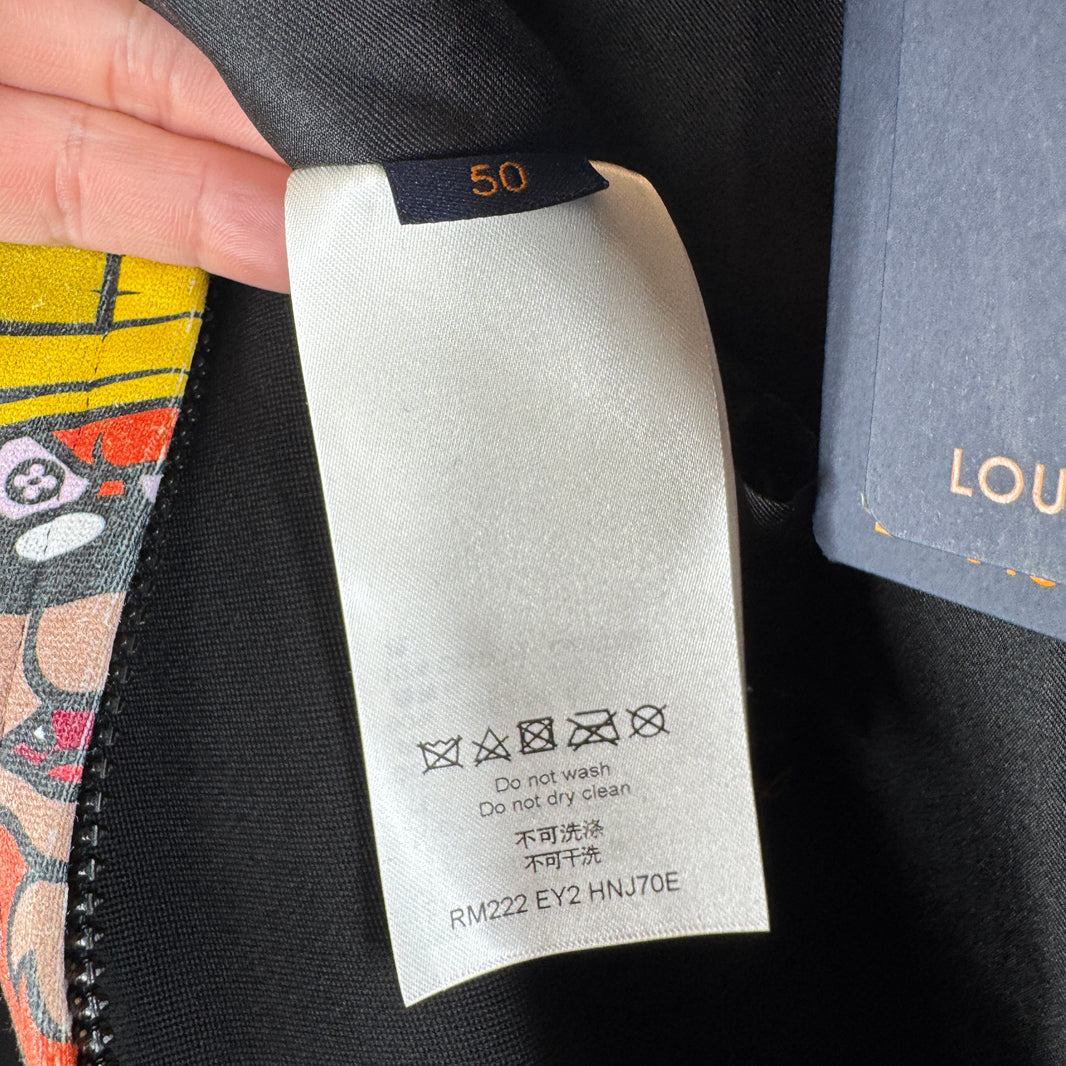 50
LOU
Do not wash
Do not dry clean
不可洗涤
不可干洗
RM222 EY2 HNJ70E